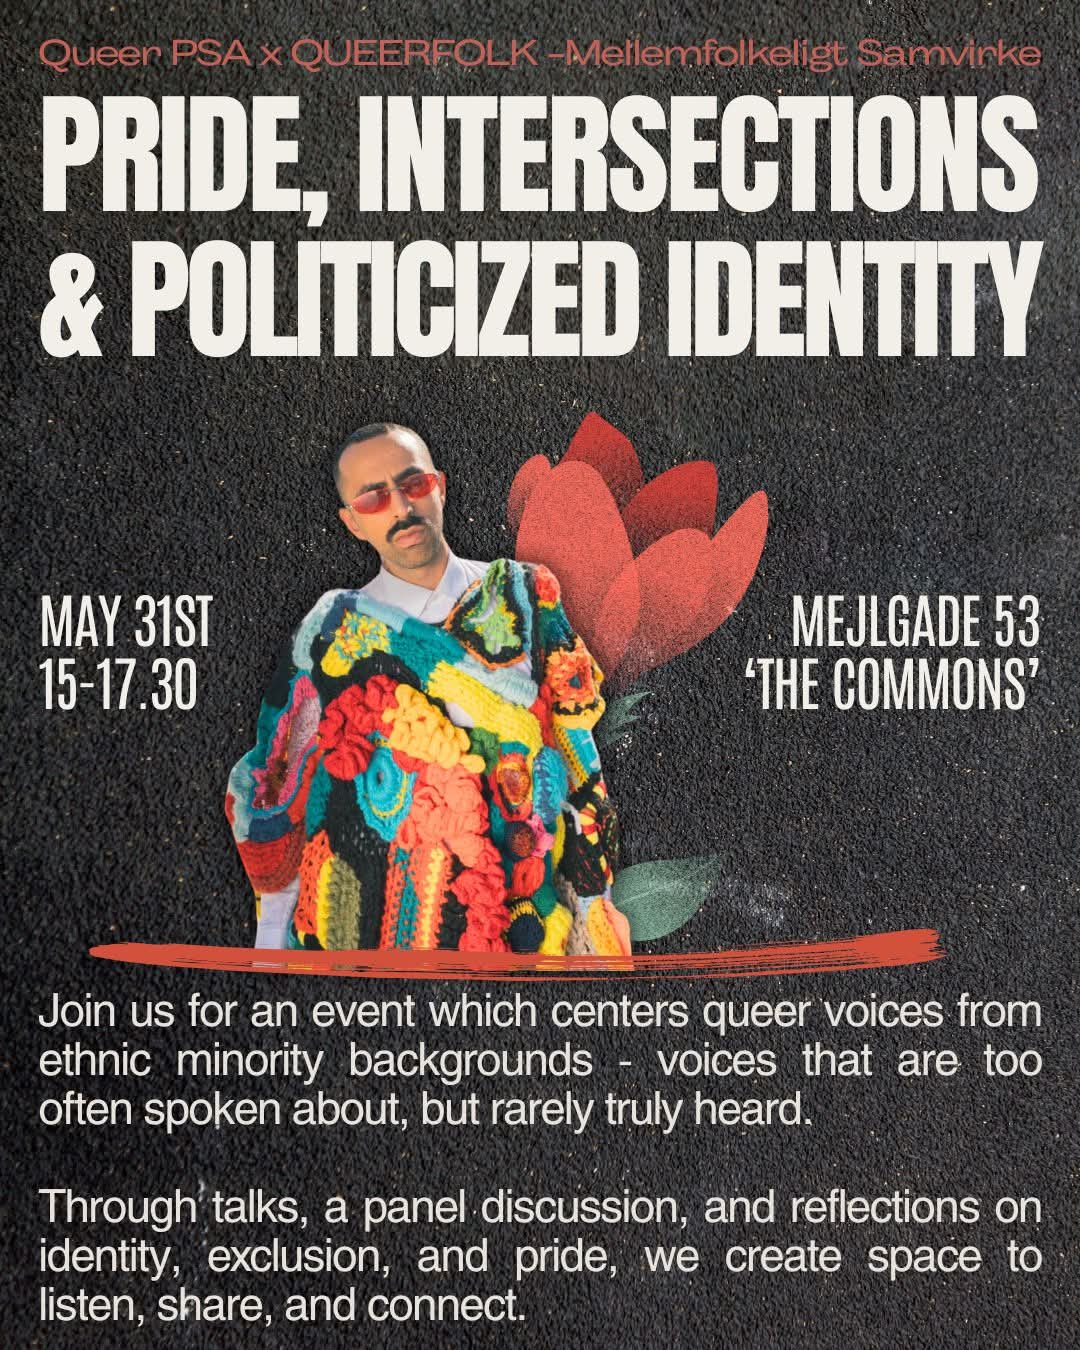 Queer PSA x QUEERFOLK -Mellemfolkeligt Samvirke
PRIDE, INTERSECTIONS
& POLITICIZED IDENTITY
MAY 31ST
15-17.30
MEJLGADE 53
‘THE COMMONS’
Join us for an event which centers queer voices from
ethnic minority backgrounds - voices that are too
often spoken about, but rarely truly heard.
Through talks, a panel discussion, and reflections on
identity, exclusion, and pride, we create space to
listen, share, and connect.